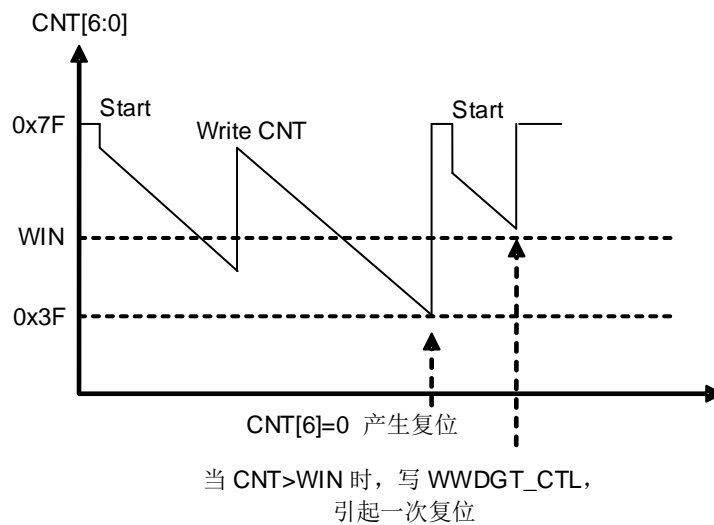 CNT[6:0]
0x7F
Start
Write CNT
Start
WIN
0x3F
CNT[6]=0 产生复位
当 CNT>WIN 时，写 WWDGT_CTL，
引起一次复位